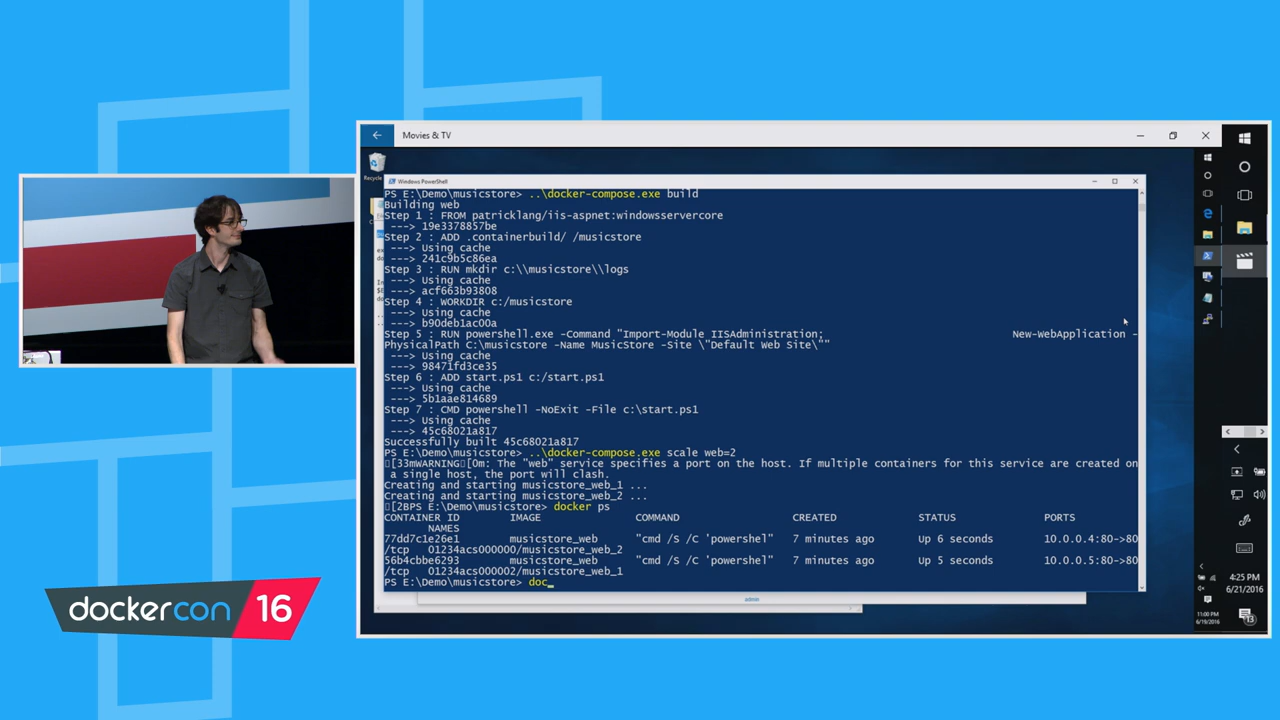 Movies & TV
Recycle
Windows PowerShell
PS E:\Demo\musicstore> ..\docker-compose.exe build
Building web
Step 1 : FROM patricklang/iis-aspnet:windowsservercore
---> 19e3378857be
Step 2 : ADD .containerbuild/ /musicstore
---> Using cache
---> 241c9b5c86ea
Step 3 : RUN mkdir c:\\musicstore\\logs
---> Using cache
---> acf663b93808
Step 4 : WORKDIR c:/musicstore
---> Using cache
---> b90deb1ac00a
Step 5 : RUN powershell.exe -Command "Import-Module IISAdministration; New-WebApplication -
PhysicalPath C:\musicstore -Name MusicStore -Site \"Default Web Site\""
---> Using cache
---> 98471fd3ce35
Step 6 : ADD start.ps1 c:/start.ps1
---> Using cache
---> 5b1aae814689
Step 7 : CMD powershell -NoExit -File c:\start.ps1
---> Using cache
---> 45c68021a817
Successfully built 45c68021a817
PS E:\Demo\musicstore> ..\docker-compose.exe scale web=2
[33mWARNING[0m: The "web" service specifies a port on the host. If multiple containers for this service are created on
a single host, the port will clash.
Creating and starting musicstore_web_1 ...
Creating and starting musicstore_web_2 ...
[2BPS E:\Demo\musicstore> docker ps
CONTAINER ID IMAGE COMMAND CREATED STATUS PORTS
NAMES
77dd7c1e26e1 musicstore_web "cmd /S /C 'powershel" 7 minutes ago Up 6 seconds 10.0.0.4:80->80
/tcp 01234acs000000/musicstore_web_2
56b4cbbe6293 musicstore_web "cmd /S /C 'powershel" 7 minutes ago Up 5 seconds 10.0.0.5:80->80
/tcp 01234acs000002/musicstore_web_1
PS E:\Demo\musicstore> doc_
admin
4:25 PM
6/21/2016
11:00 PM
6/19/2016
13
dockercon 16